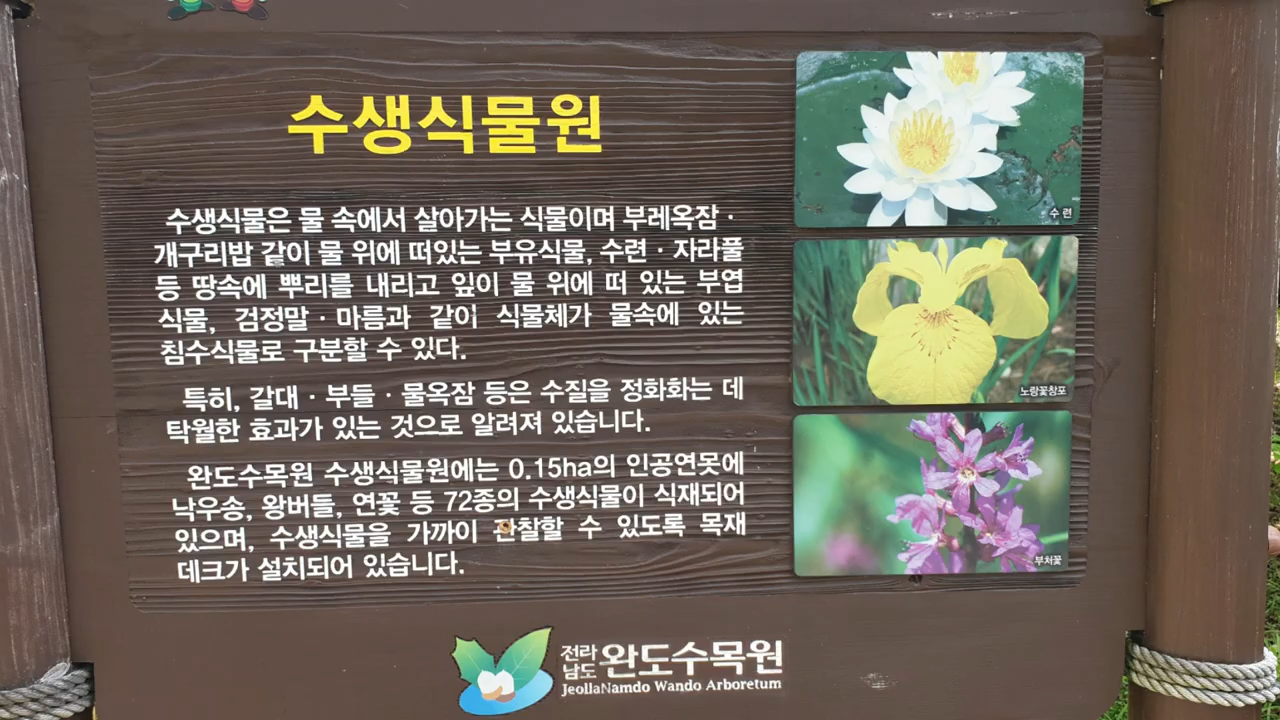 수생식물원
수생식물은 물 속에서 살아가는 식물이며 부레옥잠 ·
개구리밥 같이 물 위에 떠있는 부유식물, 수련 · 자라풀
등 땅속에 뿌리를 내리고 잎이 물 위에 떠 있는 부엽
식물, 검정말 · 마름과 같이 식물체가 물속에 있는
침수식물로 구분할 수 있다.
특히, 갈대 · 부들 · 물옥잠 등은 수질을 정화화는 데
탁월한 효과가 있는 것으로 알려져 있습니다.
완도수목원 수생식물원에는 0.15ha의 인공연못에
낙우송, 왕버들, 연꽃 등 72종의 수생식물이 식재되어
있으며, 수생식물을 가까이 관찰할 수 있도록 목재
데크가 설치되어 있습니다.
수련
노랑꽃창포
부처꽃
전라남도 완도수목원
JeollaNamdo Wando Arboretum